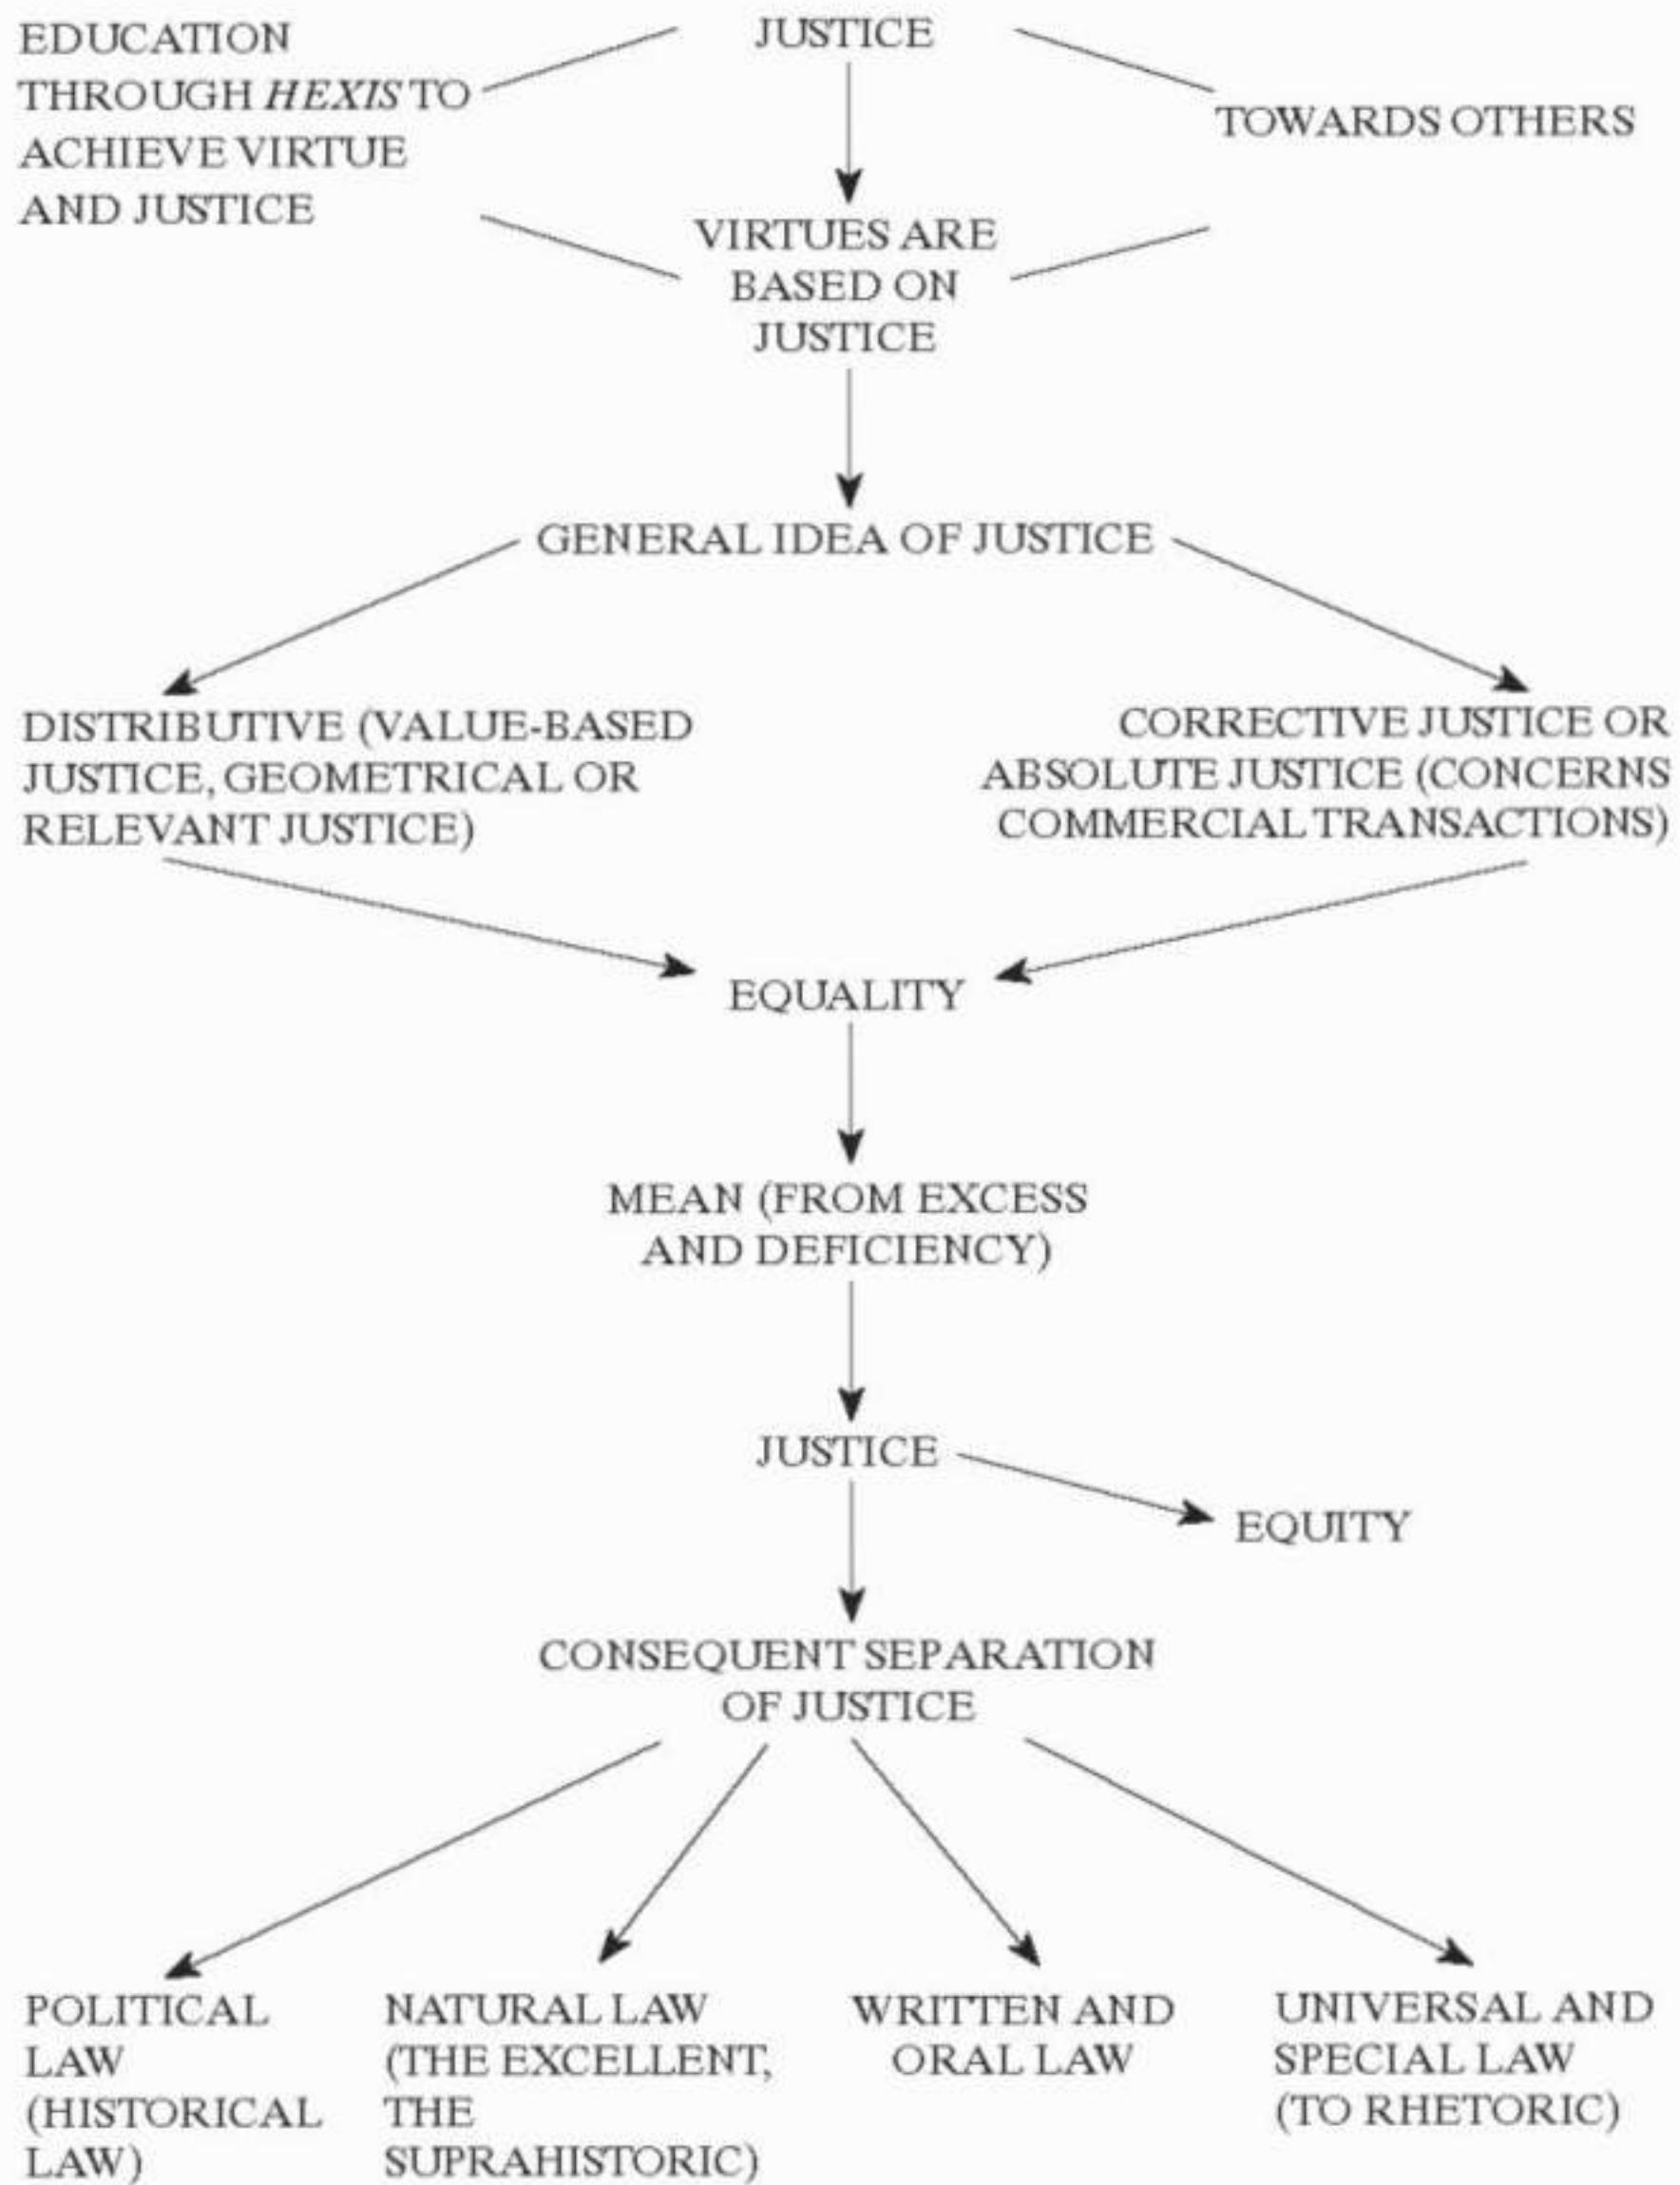 JUSTICE
EDUCATION
THROUGH HEXIS TO
ACHIEVE VIRTUE
AND JUSTICE
TOWARDS OTHERS
VIRTUES ARE
BASED ON
JUSTICE
GENERAL IDEA OF JUSTICE
DISTRIBUTIVE (VALUE-BASED
JUSTICE, GEOMETRICAL OR
RELEVANT JUSTICE)
CORRECTIVE JUSTICE OR
ABSOLUTE JUSTICE (CONCERNS
COMMERCIAL TRANSACTIONS)
EQUALITY
MEAN (FROM EXCESS
AND DEFICIENCY)
JUSTICE
EQUITY
CONSEQUENT SEPARATION
OF JUSTICE
POLITICAL
LAW
(HISTORICAL
LAW)
NATURAL LAW
(THE EXCELLENT,
THE
SUPRAHISTORIC)
WRITTEN AND
ORAL LAW
UNIVERSAL AND
SPECIAL LAW
(TO RHETORIC)